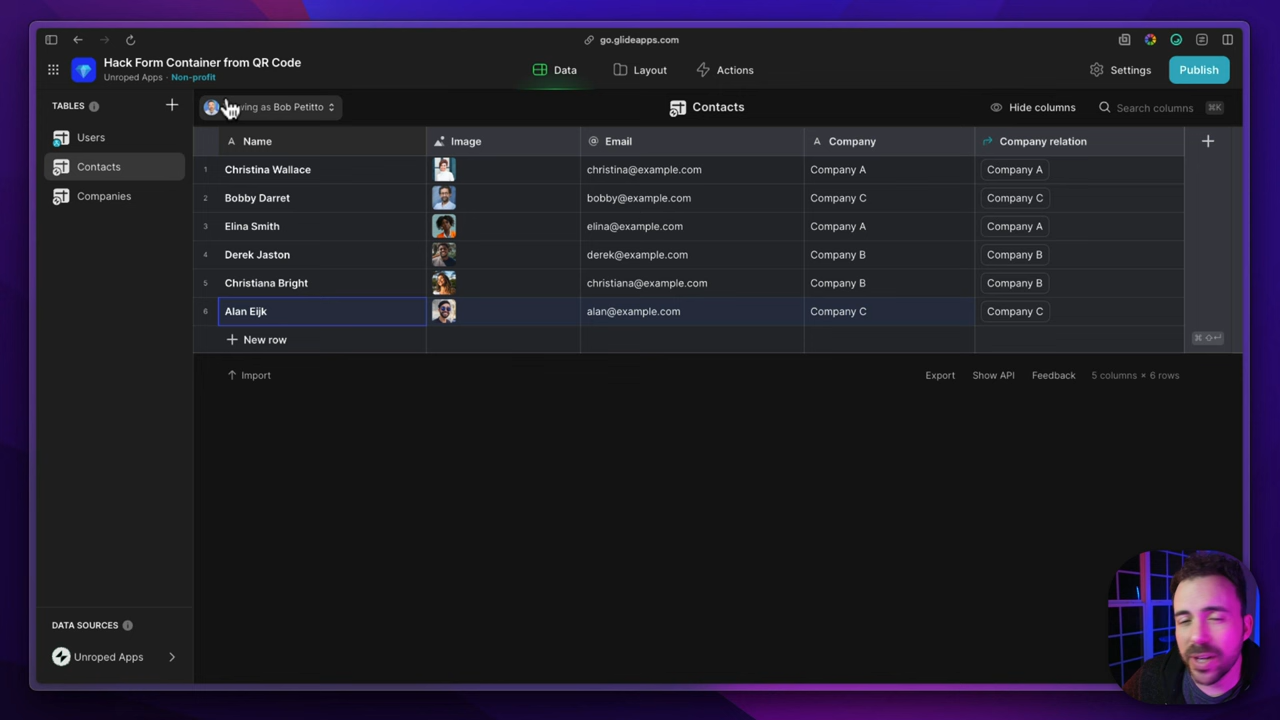 go.glideapps.com
Hack Form Container from QR Code
Unroped Apps Non-profit
Data
Layout
Actions
Settings
Publish
TABLES
Users
Contacts
Companies
ving as Bob Petitto
Contacts
Hide columns
Search columns
⌘K
Name Image Email Company Company relation
1 Christina Wallace christina@example.com Company A Company A
2 Bobby Darret bobby@example.com Company C Company C
3 Elina Smith elina@example.com Company A Company A
4 Derek Jaston derek@example.com Company B Company B
5 Christiana Bright christiana@example.com Company B Company B
6 Alan Eijk alan@example.com Company C Company C
New row
Import
Export Show API Feedback 5 columns × 6 rows
DATA SOURCES
Unroped Apps